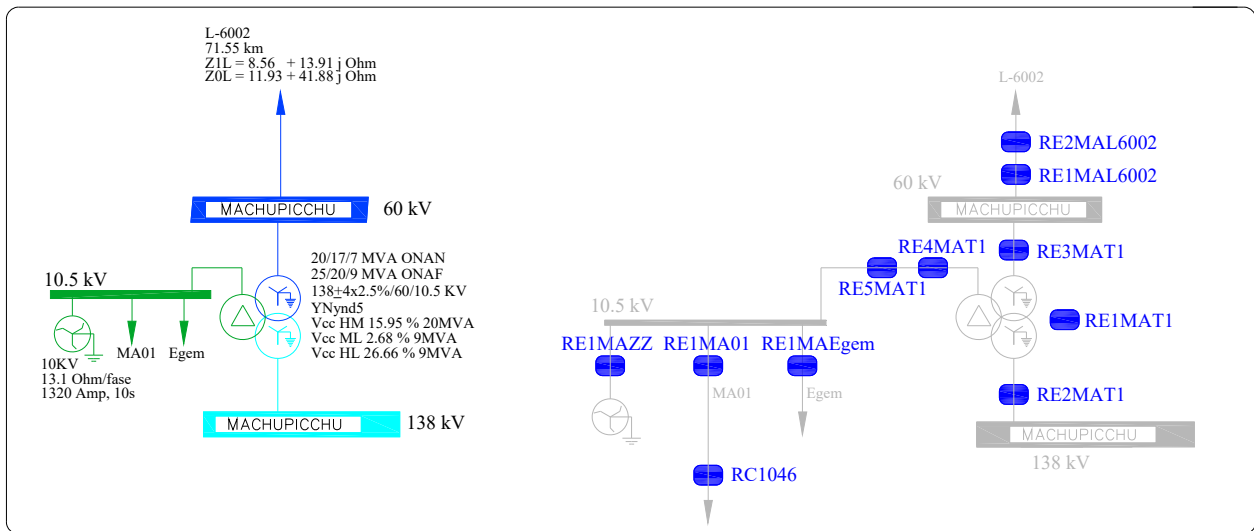 L-6002
71.55 km
Z1L = 8.56 + 13.91 j Ohm
Z0L = 11.93 + 41.88 j Ohm
MACHUPICCHU
60 kV
20/17/7 MVA ONAN
25/20/9 MVA ONAF
138±4x2.5%/60/10.5 KV
YNynd5
Vcc HM 15.95 % 20MVA
Vcc ML 2.68 % 9MVA
Vcc HL 26.66 % 9MVA
10.5 kV
MA01
Egem
10KV
13.1 Ohm/fase
1320 Amp, 10s
MACHUPICCHU
138 kV
L-6002
RE2MAL6002
RE1MAL6002
60 kV
MACHUPICCHU
RE4MAT1
RE3MAT1
RE5MAT1
10.5 kV
RE1MAT1
RE1MAZZ
RE1MA01
RE1MAEgem
MA01
Egem
RE2MAT1
MACHUPICCHU
138 kV
RC1046